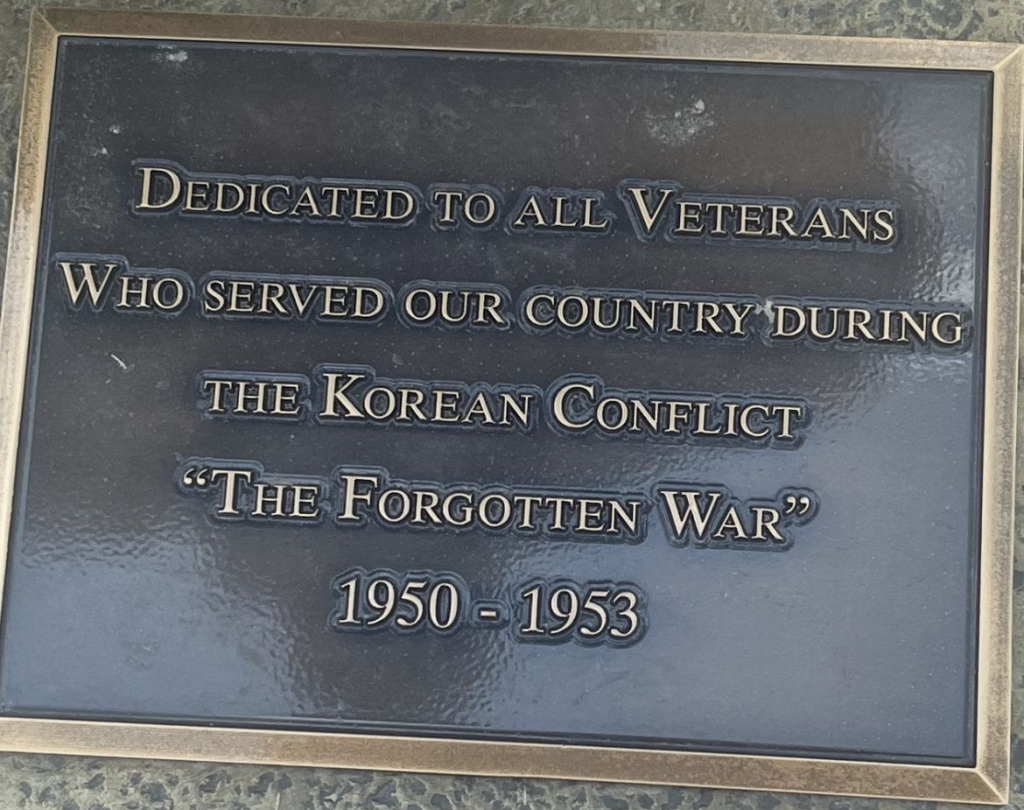 Dedicated to all Veterans
Who served our country during
the Korean Conflict
“The Forgotten War”
1950 - 1953